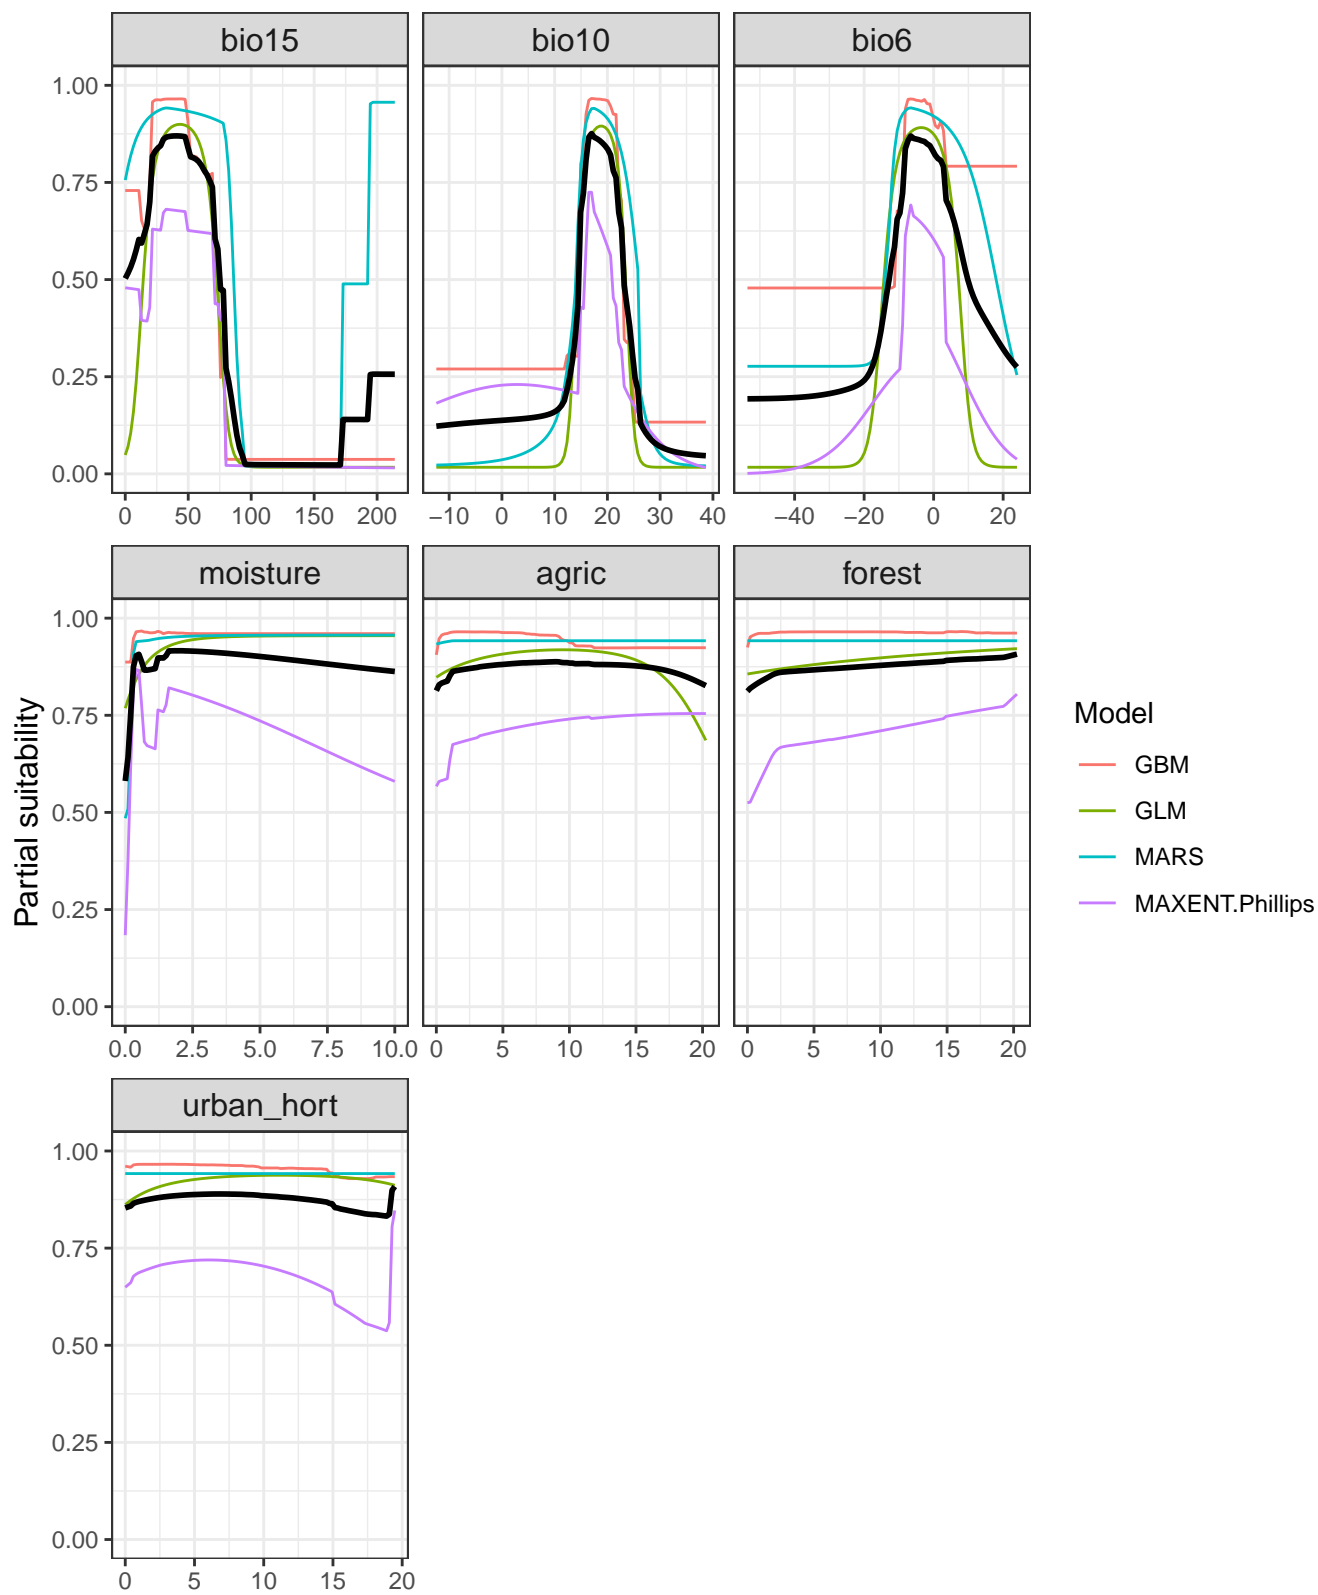 bio15 bio10 bio6
1.00
0.75
0.50
0.25
0.00
0 50 100 150 200 −10 0 10 20 30 40 −40 −20 0 20
moisture agric forest
1.00
0.75
0.50
0.25
0.00
0.0 2.5 5.0 7.5 10.0 0 5 10 15 20 0 5 10 15 20
urban_hort
1.00
0.75
0.50
0.25
0.00
0 5 10 15 20
Partial suitability
Model
GBM
GLM
MARS
MAXENT.Phillips